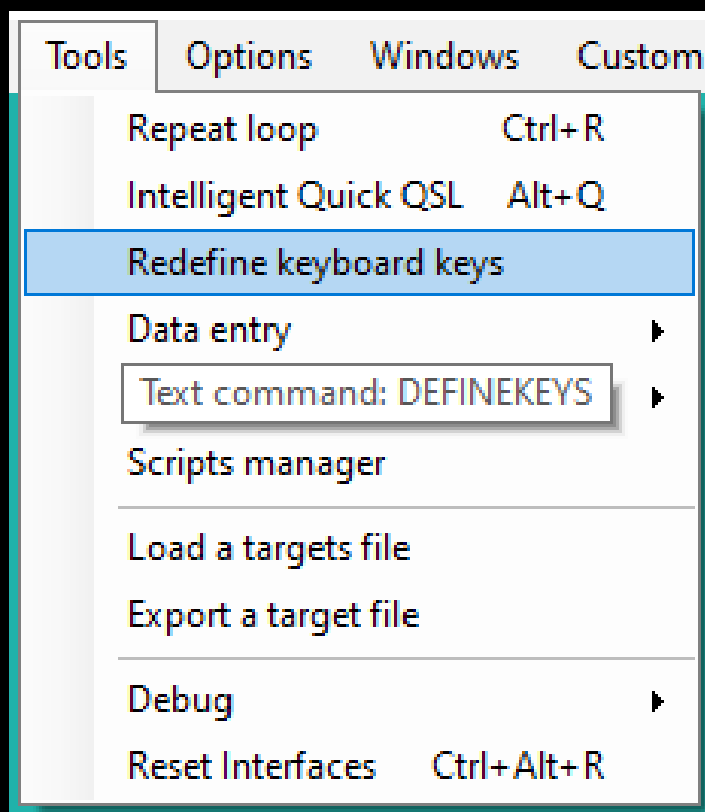 Tools Options Windows Custom
Repeat loop Ctrl+R
Intelligent Quick QSL Alt+Q
Redefine keyboard keys
Data entry
Text command: DEFINEKEYS
Scripts manager
Load a targets file
Export a target file
Debug
Reset Interfaces Ctrl+Alt+R